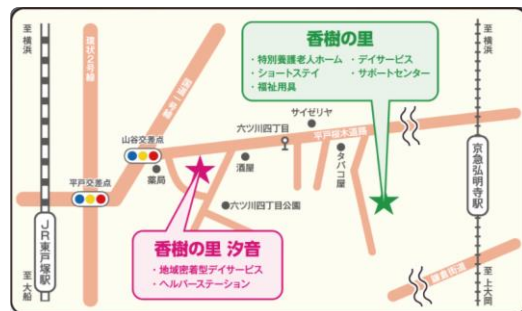 至横浜
環状2号線
香樹の里
・特別養護老人ホーム ・デイサービス
・ショートステイ ・サポートセンター
・福祉用具
至横浜
サイゼリヤ
六ツ川四丁目
平戸桜木道路
山谷交差点
酒屋
タバコ屋
薬局
平戸交差点
六ツ川四丁目公園
京急弘明寺駅
JR東戸塚駅
香樹の里 汐音
・地域密着型デイサービス
・ヘルパーステーション
鎌倉街道
至大船
至上大岡